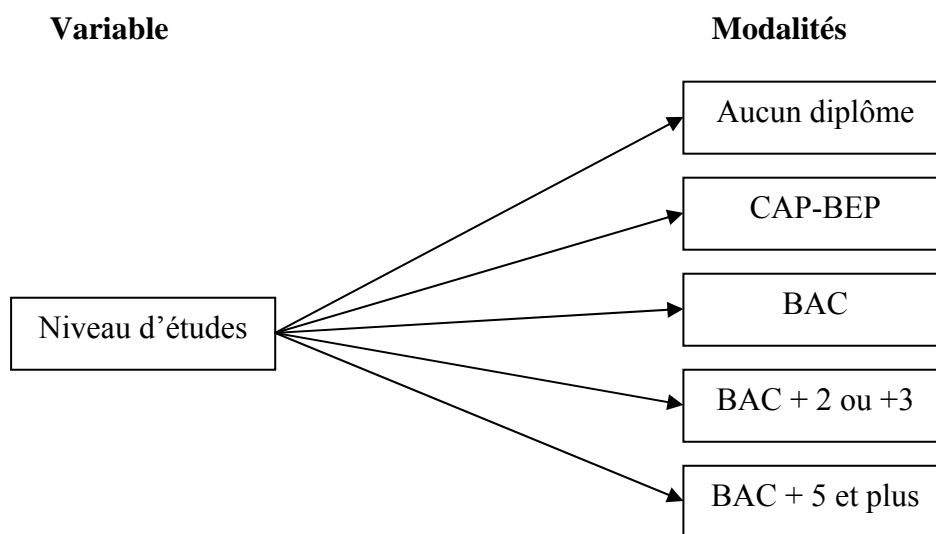 Variable
Modalités
Aucun diplôme
CAP-BEP
BAC
Niveau d’études
BAC + 2 ou +3
BAC + 5 et plus